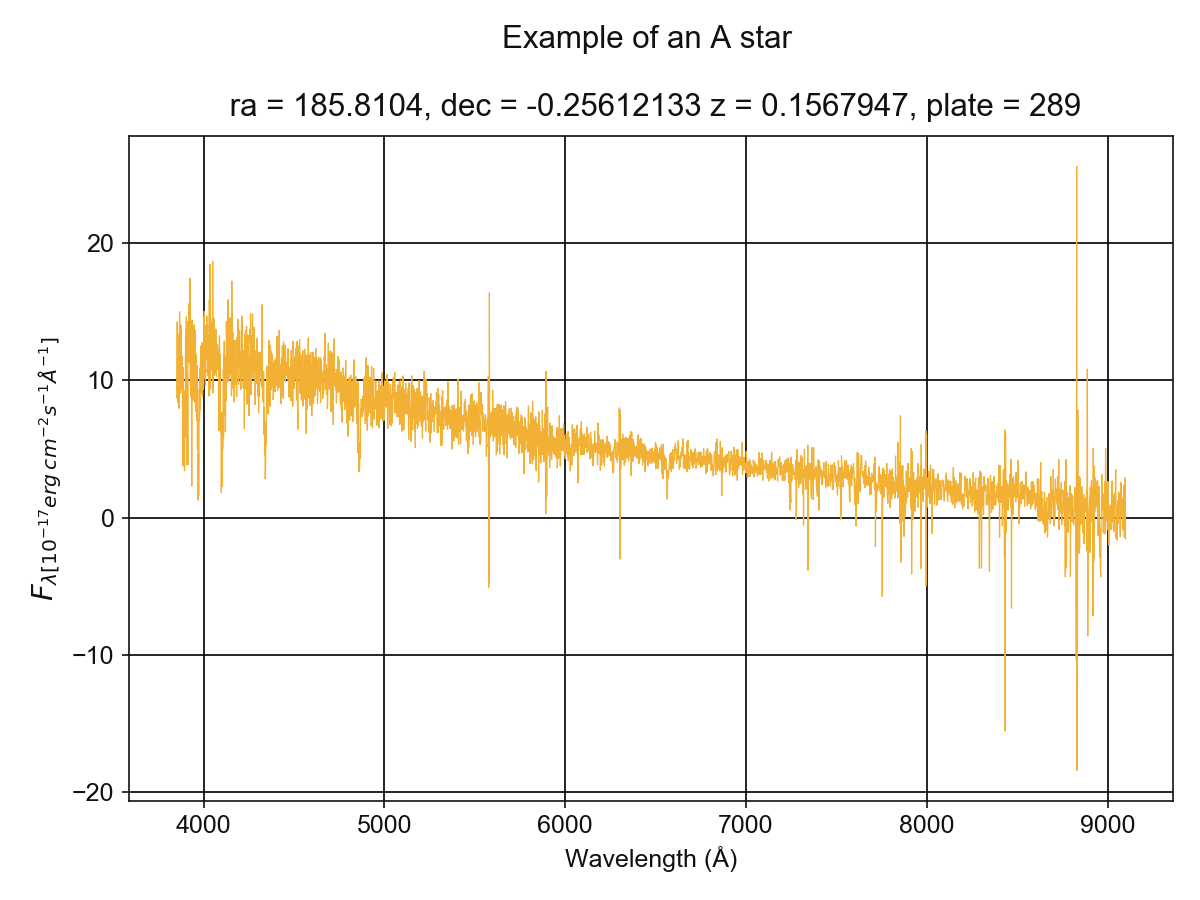 Example of an A star
ra = 185.8104, dec = -0.25612133 z = 0.1567947, plate = 289
20
10
0
−10
−20
F_{λ[10^{−17}erg cm^{−2}s^{−1}Å^{−1}]}
4000 5000 6000 7000 8000 9000
Wavelength (Å)